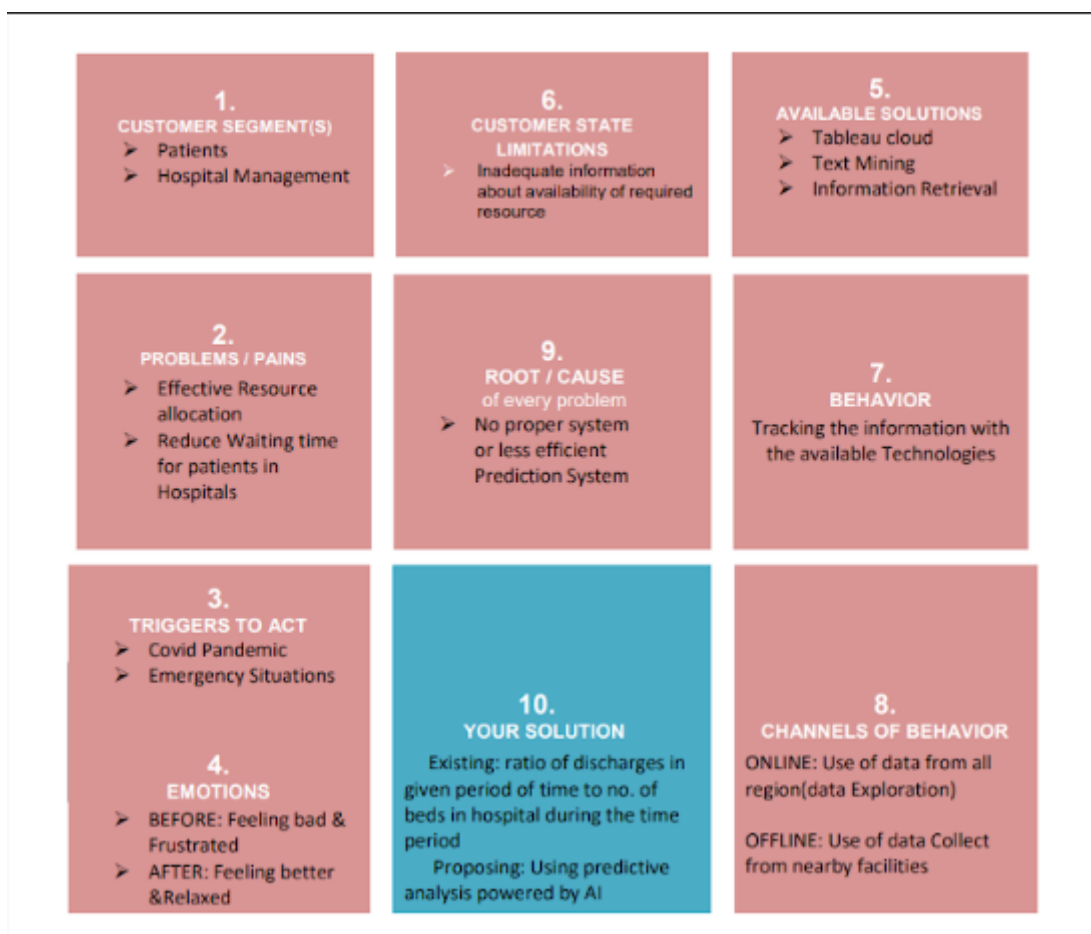 1.
CUSTOMER SEGMENT(S)
➢ Patients
➢ Hospital Management
6.
CUSTOMER STATE
LIMITATIONS
➢ Inadequate information
about availability of required
resource
5.
AVAILABLE SOLUTIONS
➢ Tableau cloud
➢ Text Mining
➢ Information Retrieval
2.
PROBLEMS / PAINS
➢ Effective Resource
allocation
➢ Reduce Waiting time
for patients in
Hospitals
9.
ROOT / CAUSE
of every problem
➢ No proper system
or less efficient
Prediction System
7.
BEHAVIOR
Tracking the information with
the available Technologies
3.
TRIGGERS TO ACT
➢ Covid Pandemic
➢ Emergency Situations
4.
EMOTIONS
➢ BEFORE: Feeling bad &
Frustrated
➢ AFTER: Feeling better
&Relaxed
10.
YOUR SOLUTION
Existing: ratio of discharges in
given period of time to no. of
beds in hospital during the time
period
Proposing: Using predictive
analysis powered by AI
8.
CHANNELS OF BEHAVIOR
ONLINE: Use of data from all
region(data Exploration)
OFFLINE: Use of data Collect
from nearby facilities